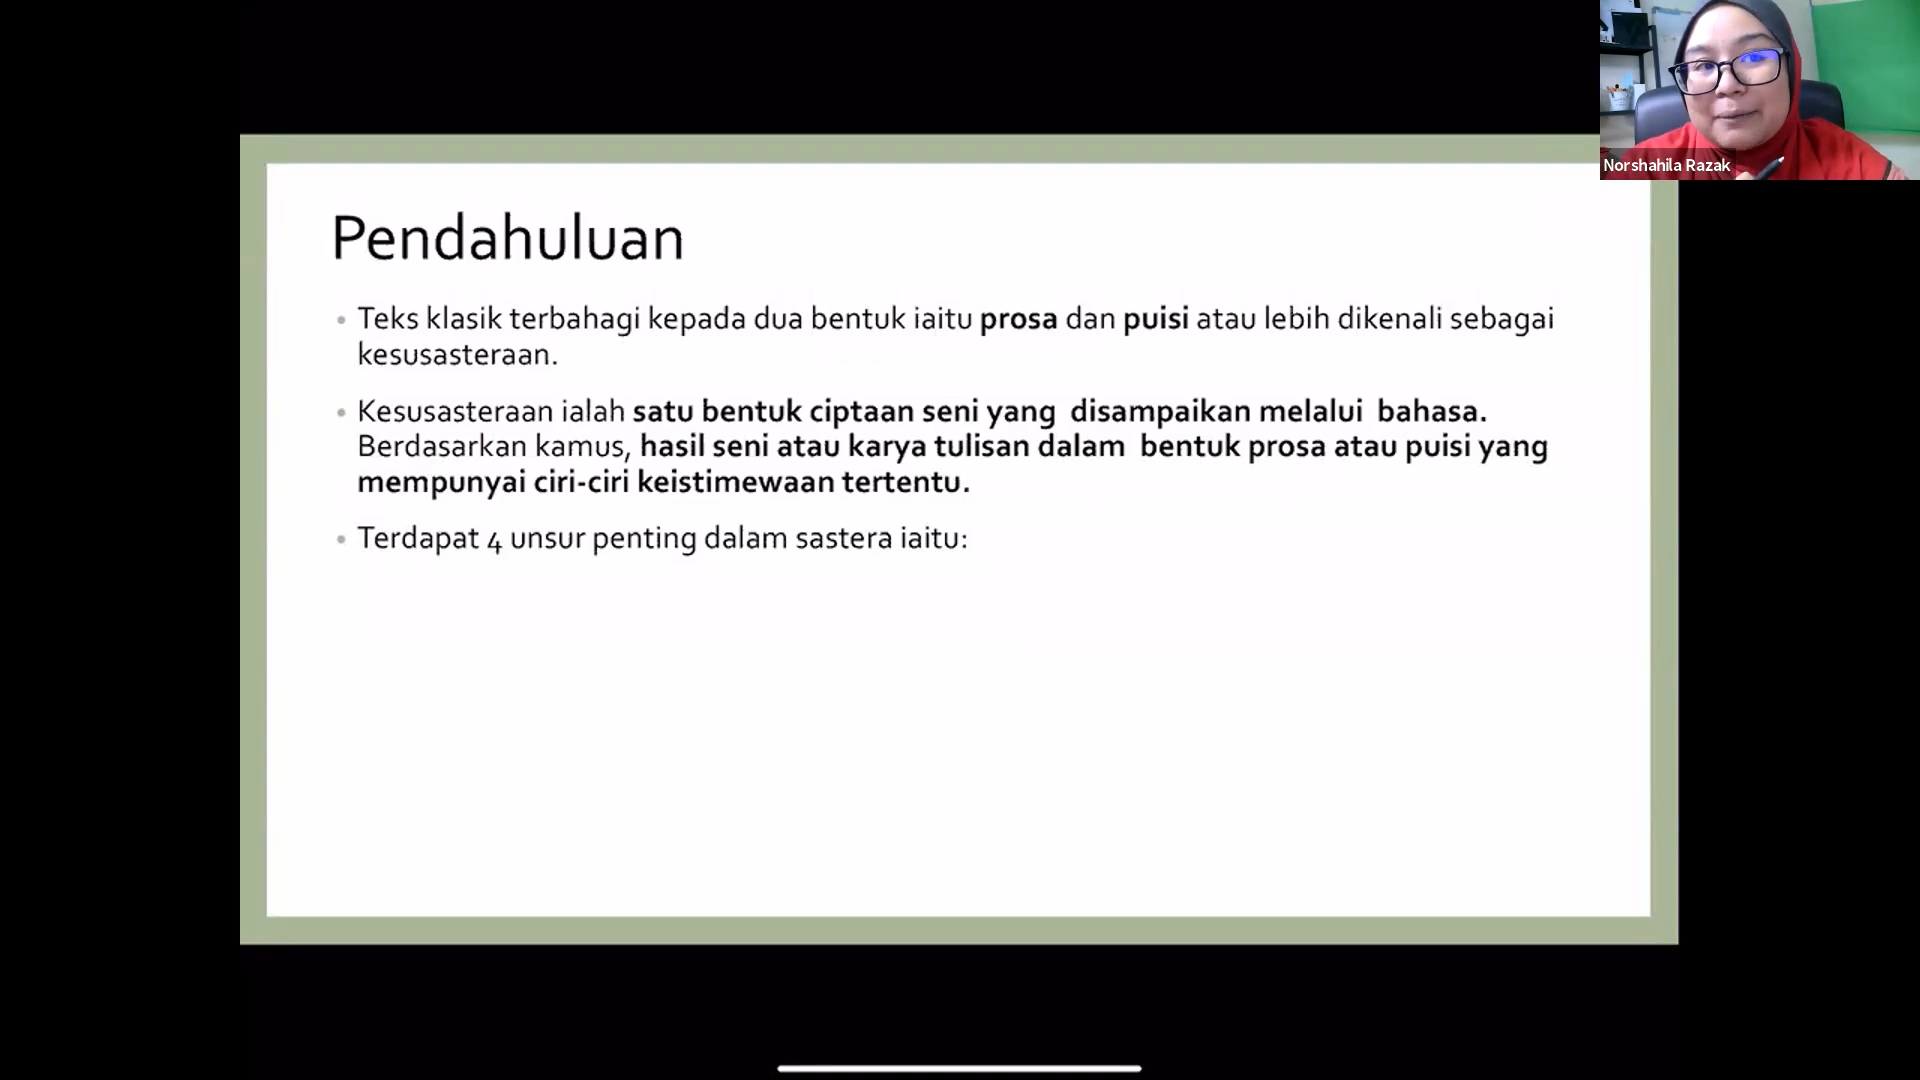 Norshahila Razak
Pendahuluan
• Teks klasik terbahagi kepada dua bentuk iaitu prosa dan puisi atau lebih dikenali sebagai
kesusasteraan.
• Kesusasteraan ialah satu bentuk ciptaan seni yang disampaikan melalui bahasa.
Berdasarkan kamus, hasil seni atau karya tulisan dalam bentuk prosa atau puisi yang
mempunyai ciri-ciri keistimewaan tertentu.
• Terdapat 4 unsur penting dalam sastera iaitu: